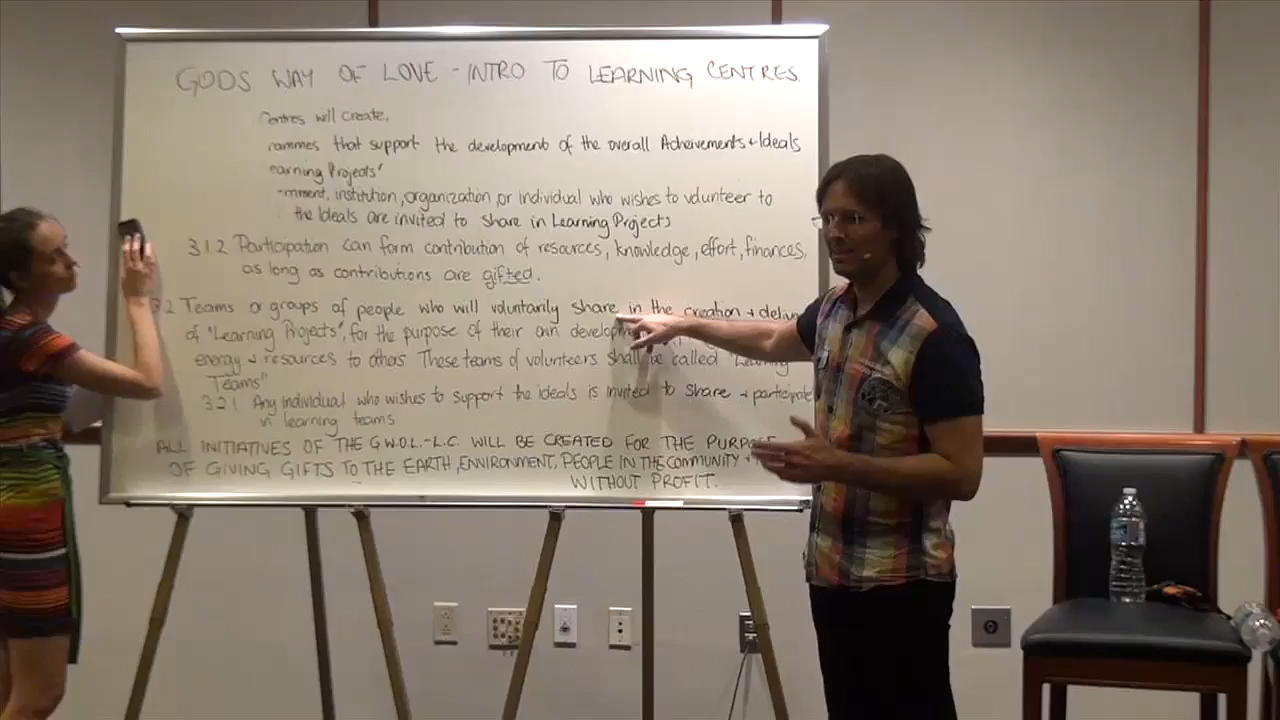 GODS WAY OF LOVE - INTRO TO LEARNING CENTRES
entres will create,
rammes that support the development of the overall Acheivements + Ideals
earning Projects'
nment, institution, organization, or individual who wishes to volunteer to
the Ideals are invited to share in Learning Projects
3.1.2 Participation can form contribution of resources, knowledge, effort, finances,
as long as contributions are gifted.
3.2 Teams or groups of people who will voluntarily share in the creation + deliv
of "Learning Projects", for the purpose of their own develop
energy + resources to others These teams of volunteers shall be called "Learning
Teams"
3.2.1 Any individual who wishes to support the ideals is invited to share + participate
in learning teams
ALL INITIATIVES OF THE G.W.O.L.-L.C. WILL BE CREATED FOR THE PURPOSE
OF GIVING GIFTS TO THE EARTH, ENVIRONMENT, PEOPLE IN THE COMMUNITY +
WITHOUT PROFIT.